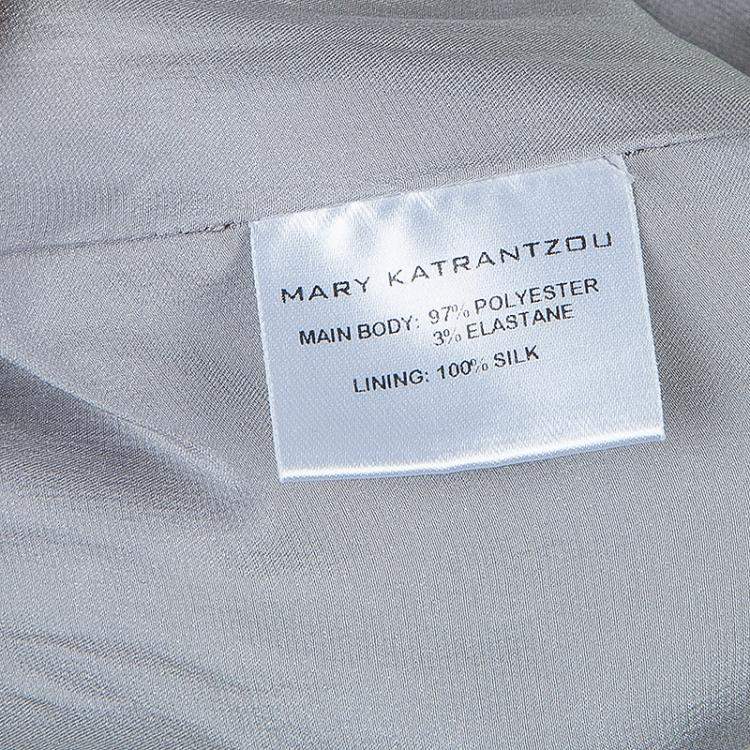 MARY KATRANTZOU
MAIN BODY: 97% POLYESTER
3% ELASTANE
LINING: 100% SILK